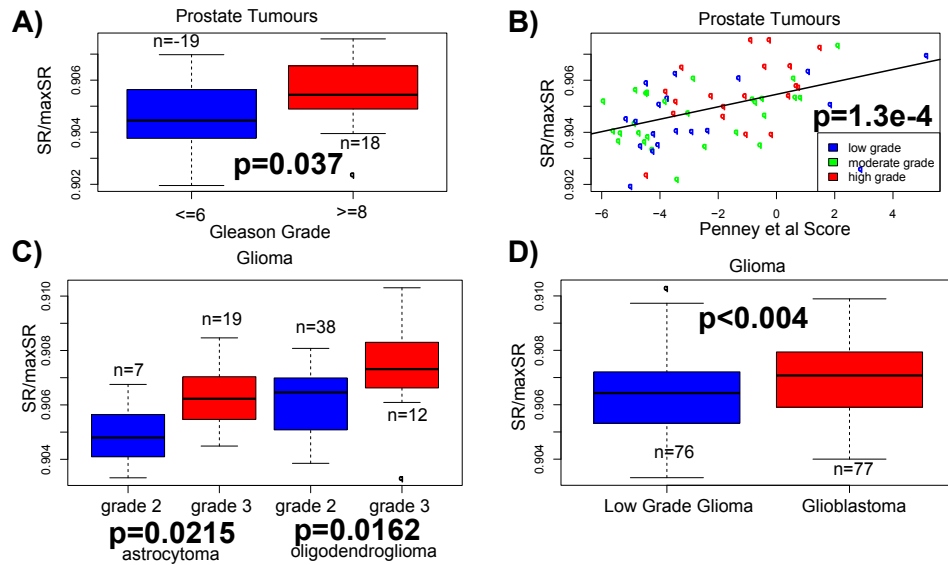 A)
Prostate Tumours
n=-19
n=18
p=0.037
SR/maxSR
0.902
0.904
0.906
<=6
>=8
Gleason Grade
B)
Prostate Tumours
p=1.3e-4
low grade
moderate grade
high grade
SR/maxSR
0.902
0.904
0.906
−6
−4
−2
0
2
4
Penney et al Score
C)
Glioma
n=7
n=19
n=38
n=12
SR/maxSR
0.904
0.906
0.908
0.910
grade 2
grade 3
grade 2
grade 3
p=0.0215
p=0.0162
astrocytoma
oligodendroglioma
D)
Glioma
p<0.004
n=76
n=77
SR/maxSR
0.904
0.906
0.908
0.910
Low Grade Glioma
Glioblastoma